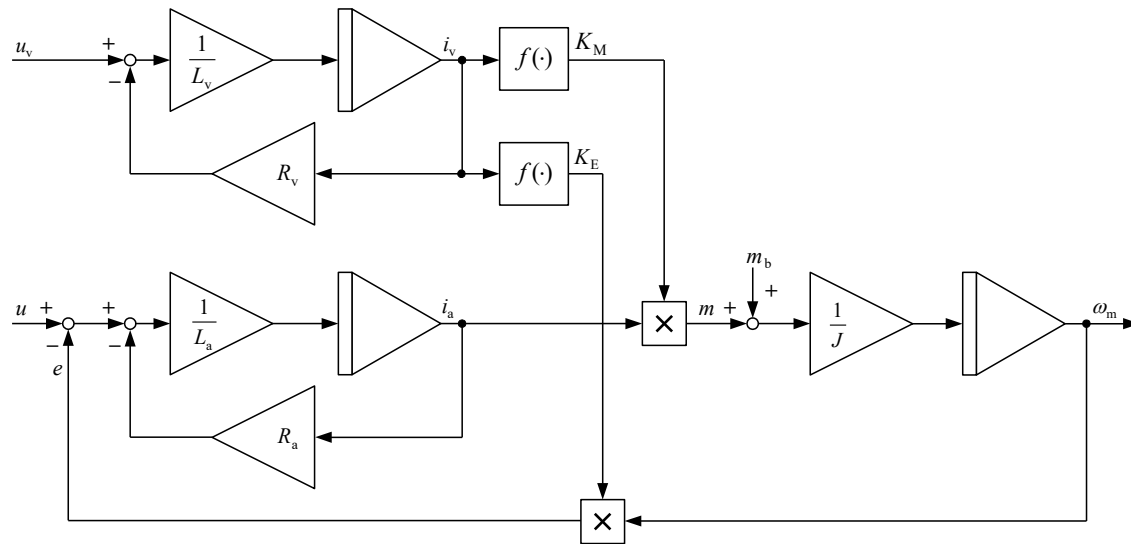 u_v + − 1/L_v i_v f(·) K_M
R_v f(·) K_E
u + − + − 1/L_a i_a × m + m_b + 1/J ω_m
e
R_a
×